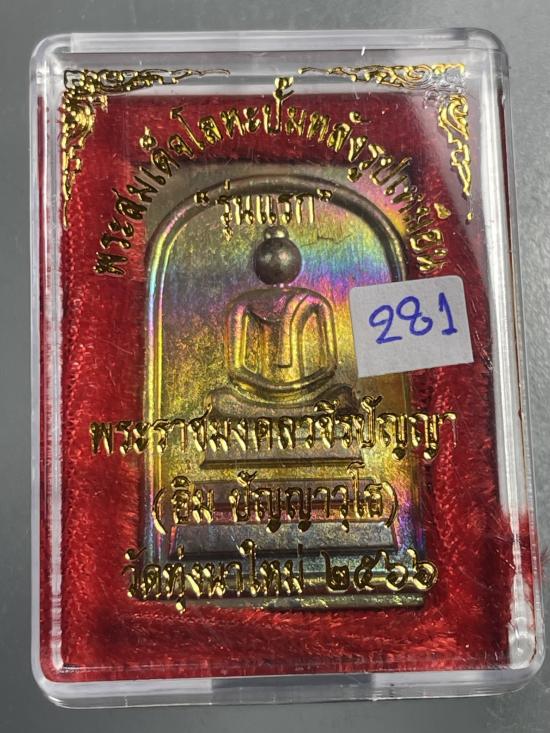 พระสมเด็จโลหะปั๊มหลังรูปเหมือน
"รุ่นแรก"
281
พระราชมงคลวชิรปัญญา
(อิ่ม ปัญญาวุโธ)
วัดทุ่งนาใหม่ ๒๕๖๖